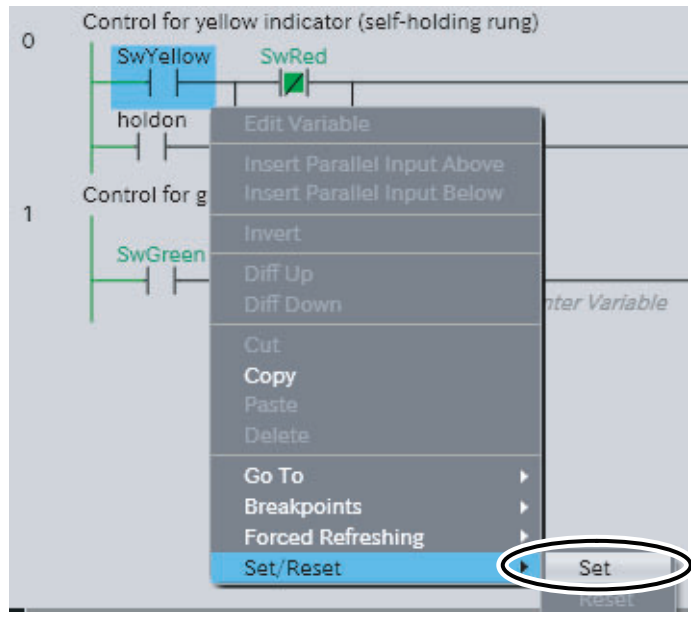 Control for yellow indicator (self-holding rung)
0
SwYellow
SwRed
holdon
Edit Variable
Insert Parallel Input Above
Insert Parallel Input Below
Control for g
1
Invert
SwGreen
Diff Up
Diff Down
nter Variable
Cut
Copy
Paste
Delete
Go To
Breakpoints
Forced Refreshing
Set/Reset
Set
Reset